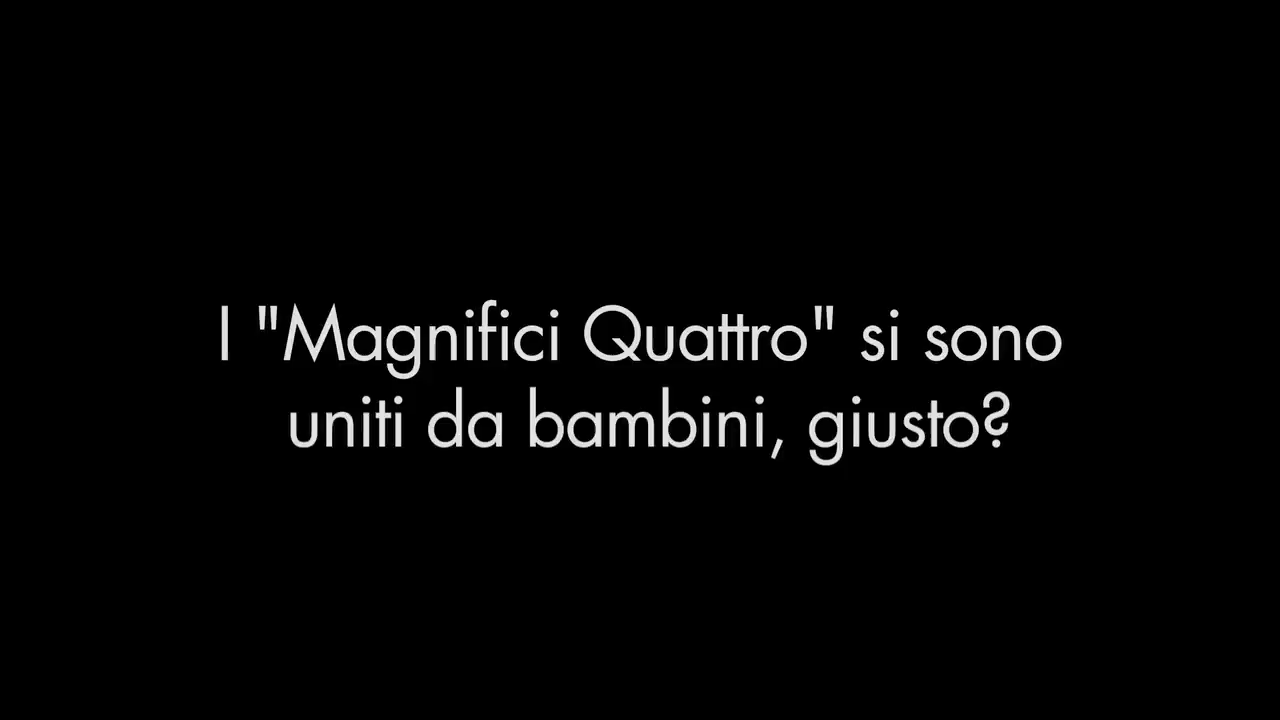 I "Magnifici Quattro" si sono
uniti da bambini, giusto?